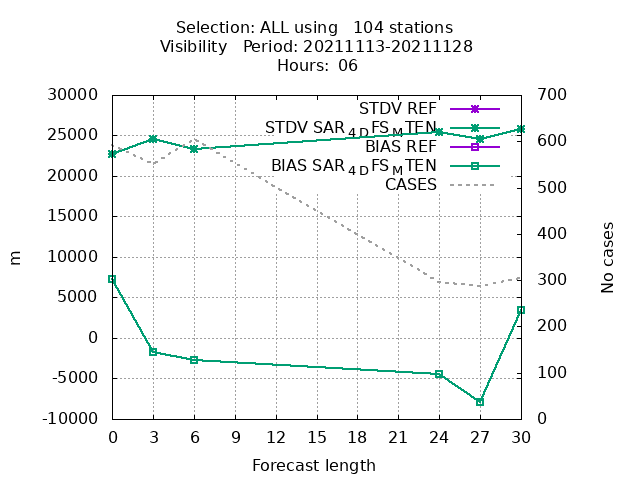 Selection: ALL using   104 stations
Visibility   Period: 20211113-20211128
Hours: 06
30000
25000
20000
15000
10000
5000
0
-5000
-10000
m
STDV REF
STDV SAR4DFSMTEN
BIAS REF
BIAS SAR4DFSMTEN
CASES
700
600
500
400
300
200
100
0
No cases
0 3 6 9 12 15 18 21 24 27 30
Forecast length